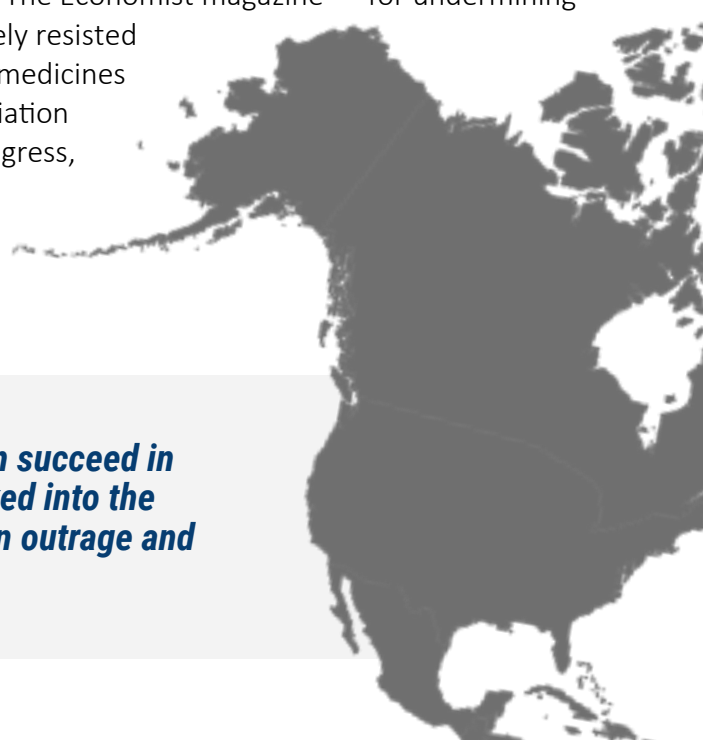 The Economist magazine
for undermining
ely resisted
medicines
iation
gress,
n succeed in
ed into the
n outrage and